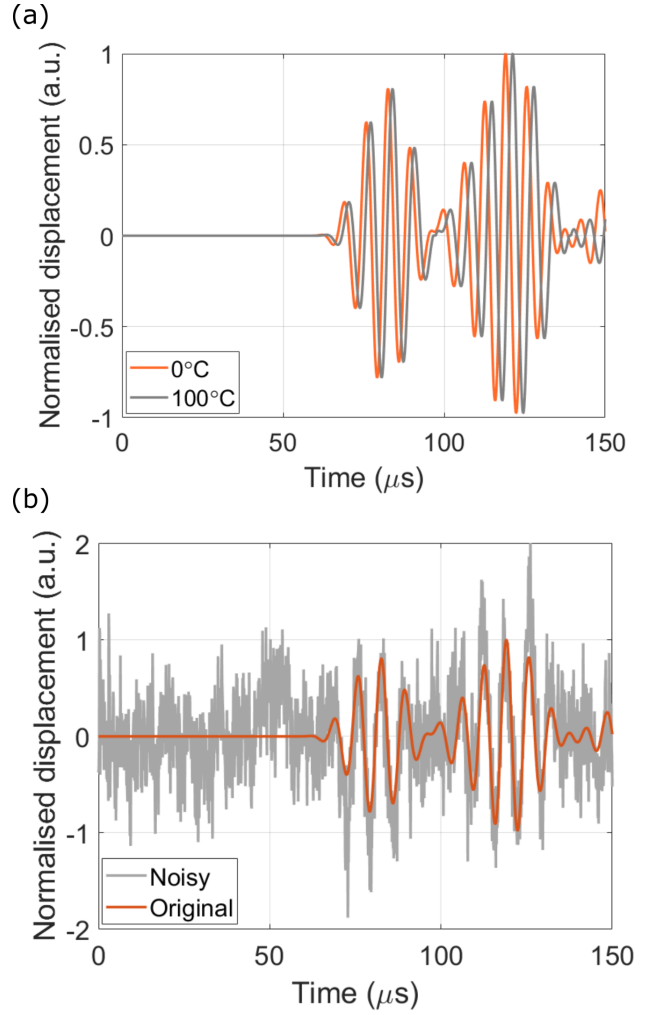 (a)
Normalised displacement (a.u.)
1
0.5
0
-0.5
-1
0°C
100°C
0
50
100
150
Time (μs)
(b)
Normalised displacement (a.u.)
2
1
0
-1
-2
Noisy
Original
0
50
100
150
Time (μs)